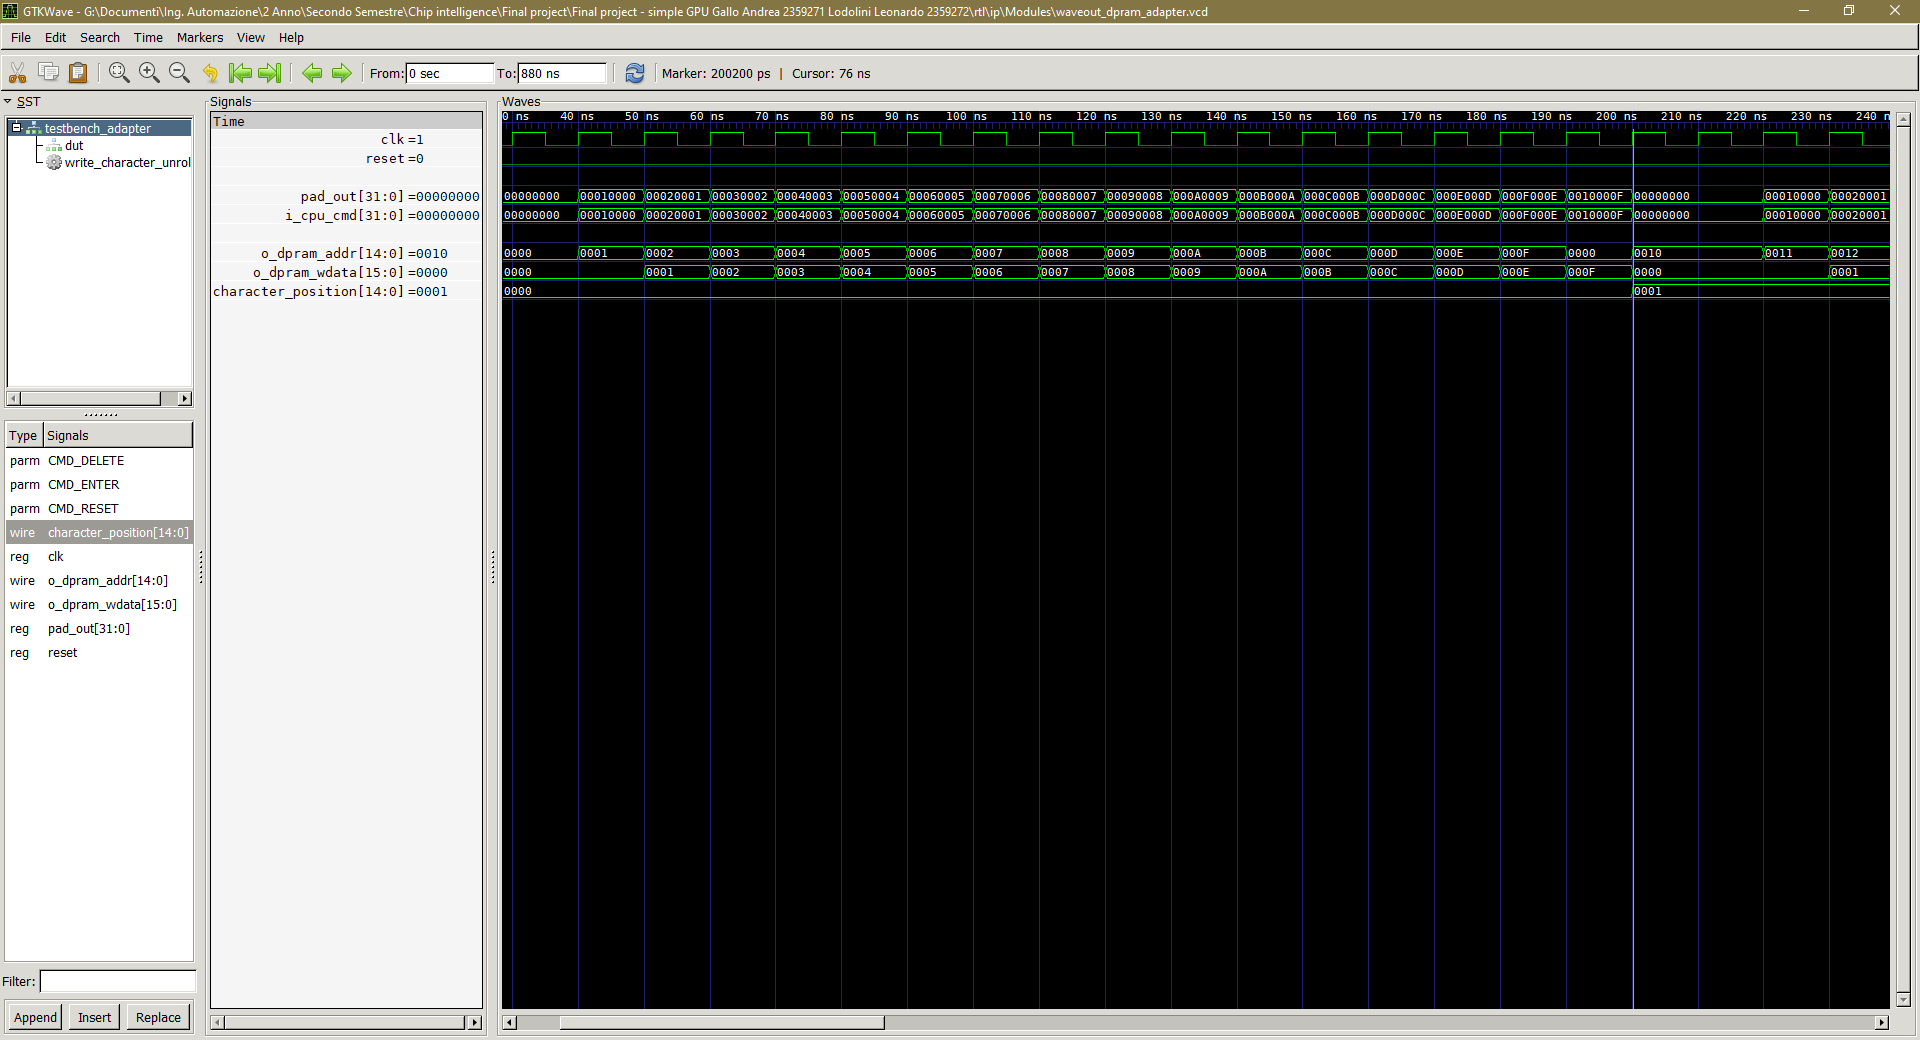 GTKWave - G:\Documenti\Ing. Automazione\2 Anno\Secondo Semestre\Chip intelligence\Final project\Final project - simple GPU Gallo Andrea 2359271 Lodolini Leonardo 2359272\rtl\ip\Modules\waveout_dpram_adapter.vcd
File Edit Search Time Markers View Help
From: 0 sec To: 880 ns Marker: 200200 ps | Cursor: 76 ns
SST
testbench_adapter
dut
write_character_unrol
Type Signals
parm CMD_DELETE
parm CMD_ENTER
parm CMD_RESET
wire character_position[14:0]
reg clk
wire o_dpram_addr[14:0]
wire o_dpram_wdata[15:0]
reg pad_out[31:0]
reg reset
Filter:
Append Insert Replace
Signals
Time
clk =1
reset =0
pad_out[31:0] =00000000
i_cpu_cmd[31:0] =00000000
o_dpram_addr[14:0] =0010
o_dpram_wdata[15:0] =0000
character_position[14:0] =0001
Waves
0 ns 40 ns 50 ns 60 ns 70 ns 80 ns 90 ns 100 ns 110 ns 120 ns 130 ns 140 ns 150 ns 160 ns 170 ns 180 ns 190 ns 200 ns 210 ns 220 ns 230 ns 240 n
00000000 00010000 00020001 00030002 00040003 00050004 00060005 00070006 00080007 00090008 000A0009 000B000A 000C000B 000D000C 000E000D 000F000E 0010000F 00000000 00010000 00020001
00000000 00010000 00020001 00030002 00040003 00050004 00060005 00070006 00080007 00090008 000A0009 000B000A 000C000B 000D000C 000E000D 000F000E 0010000F 00000000 00010000 00020001
0000 0001 0002 0003 0004 0005 0006 0007 0008 0009 000A 000B 000C 000D 000E 000F 0000 0010 0011 0012
0000 0001 0002 0003 0004 0005 0006 0007 0008 0009 000A 000B 000C 000D 000E 000F 0000 0001
0000 0001